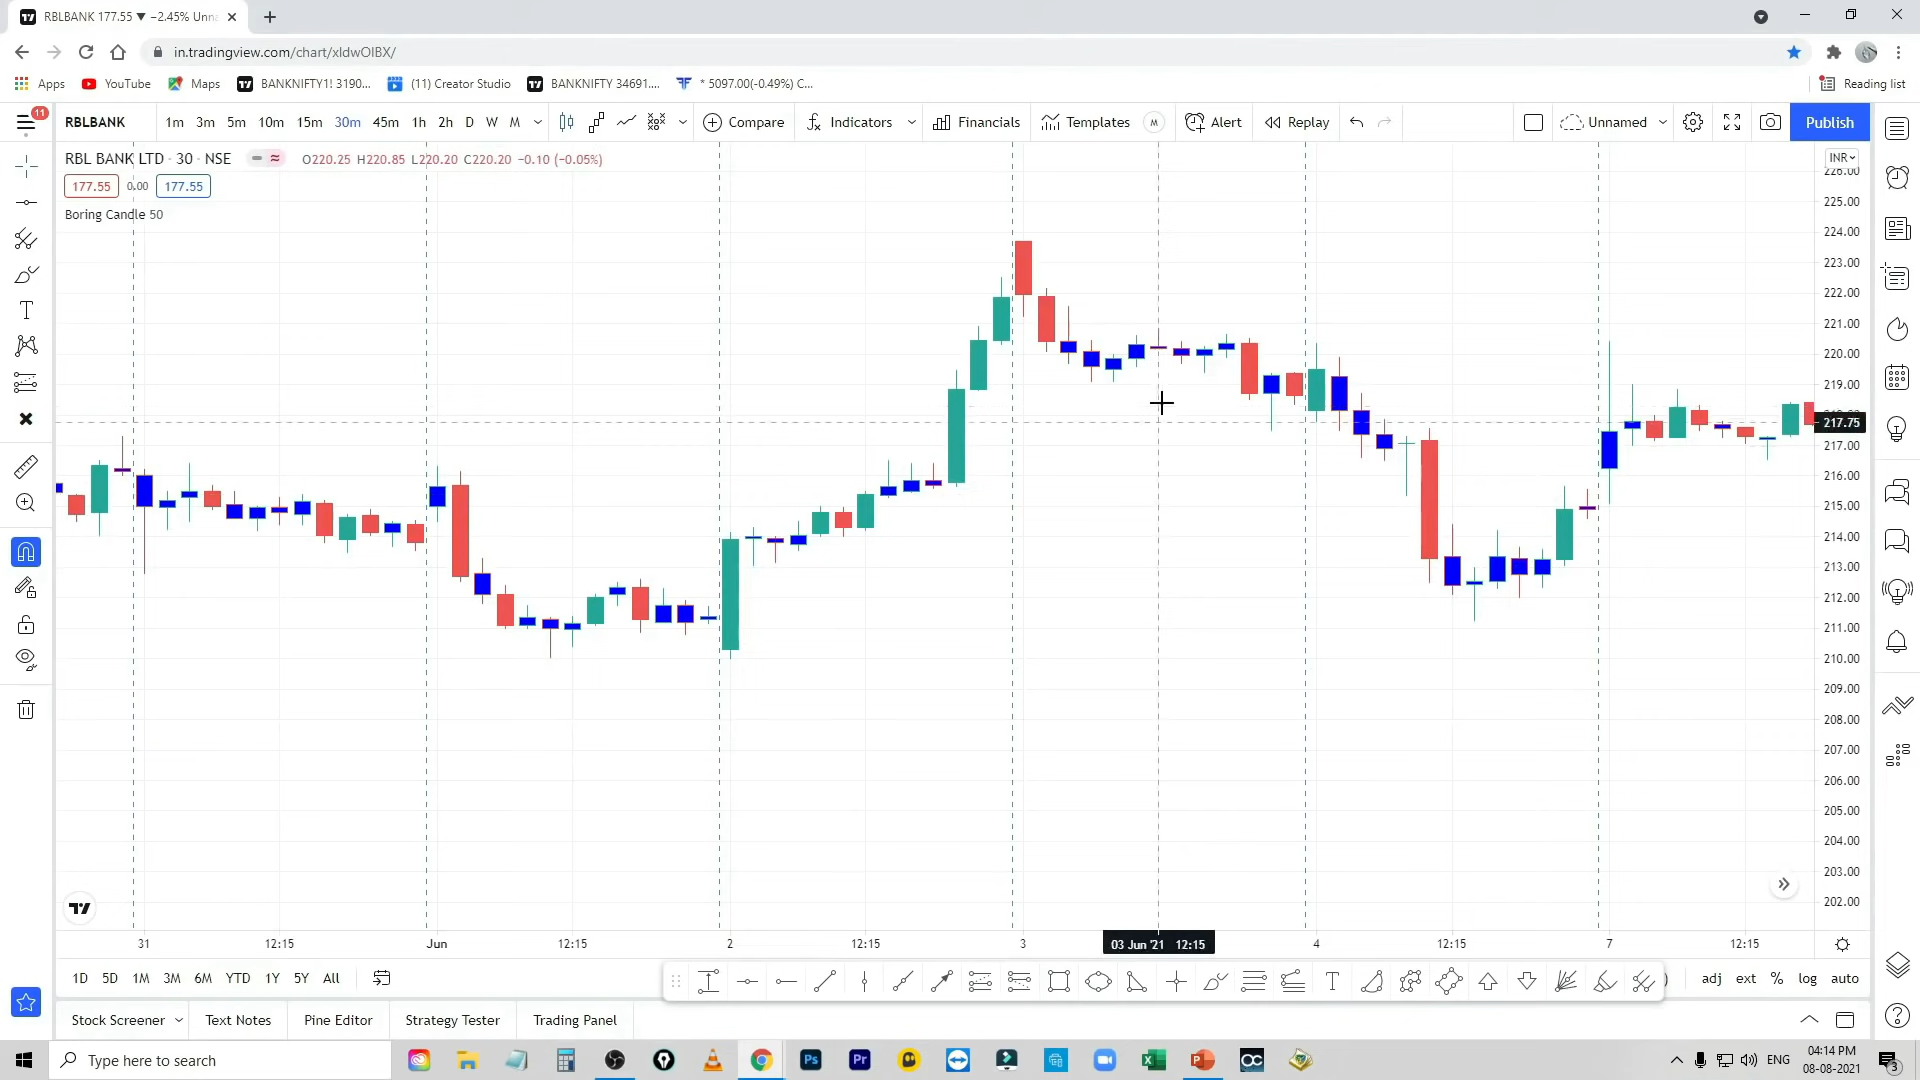 RBLBANK 177.55 ▼ −2.45% Unna
in.tradingview.com/chart/xIdwOIBX/
Apps YouTube Maps BANKNIFTY1! 3190... (11) Creator Studio BANKNIFTY 34691.... * 5097.00(-0.49%) C... Reading list
11
RBLBANK 1m 3m 5m 10m 15m 30m 45m 1h 2h D W M Compare Indicators Financials Templates M Alert Replay Unnamed Publish
RBL BANK LTD · 30 · NSE O220.25 H220.85 L220.20 C220.20 −0.10 (−0.05%)
INR
177.55 0.00 177.55
Boring Candle 50
226.00
225.00
224.00
223.00
222.00
221.00
220.00
219.00
217.75
217.00
216.00
215.00
214.00
213.00
212.00
211.00
210.00
209.00
208.00
207.00
206.00
205.00
204.00
203.00
202.00
31 12:15 Jun 12:15 2 12:15 3 03 Jun '21 12:15 4 12:15 7 12:15
1D 5D 1M 3M 6M YTD 1Y 5Y All adj ext % log auto
Stock Screener Text Notes Pine Editor Strategy Tester Trading Panel
Type here to search
Ps Pr ENG
04:14 PM
08-08-2021
3